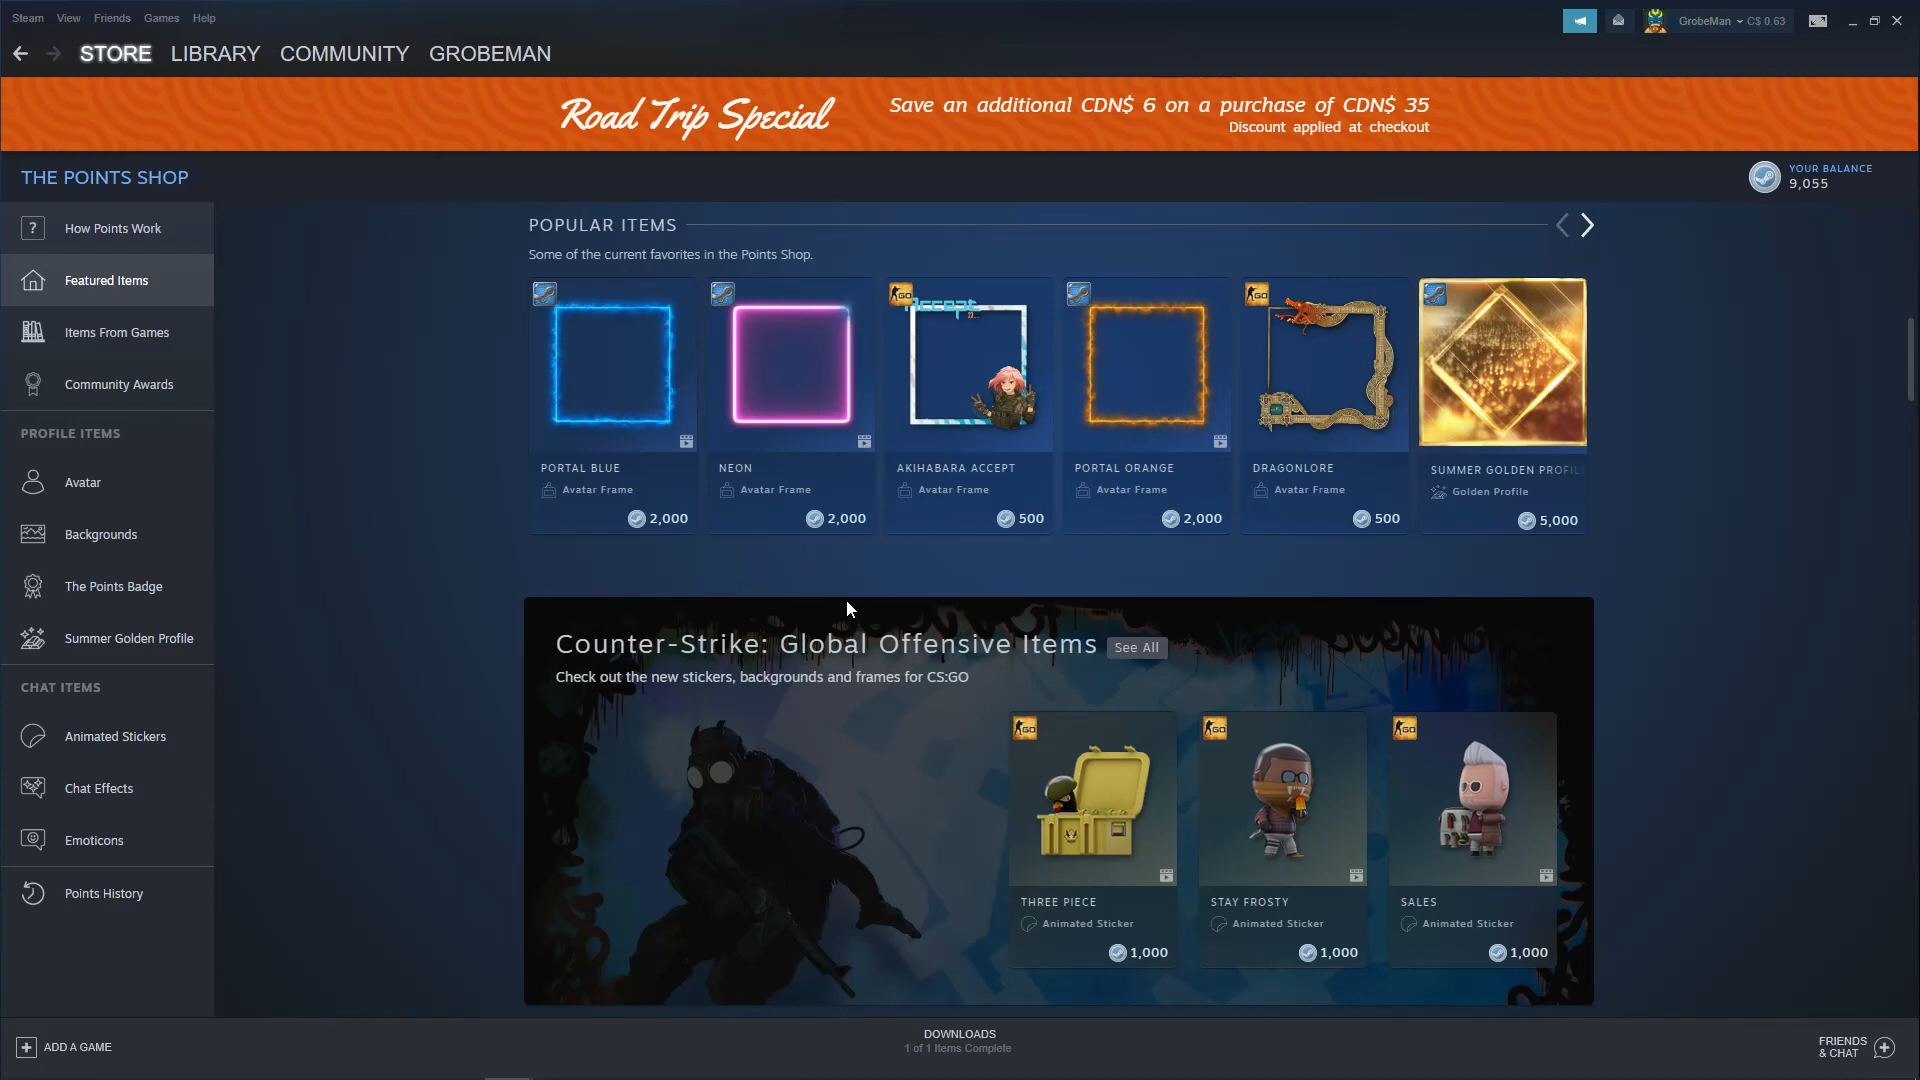 Steam View Friends Games Help
GrobeMan C$ 0.63
STORE LIBRARY COMMUNITY GROBEMAN
Road Trip Special
Save an additional CDN$ 6 on a purchase of CDN$ 35
Discount applied at checkout
THE POINTS SHOP
YOUR BALANCE
9,055
How Points Work
Featured Items
Items From Games
Community Awards
PROFILE ITEMS
Avatar
Backgrounds
The Points Badge
Summer Golden Profile
CHAT ITEMS
Animated Stickers
Chat Effects
Emoticons
Points History
POPULAR ITEMS
Some of the current favorites in the Points Shop.
PORTAL BLUE
Avatar Frame
2,000
NEON
Avatar Frame
2,000
GO
Accept
AKIHABARA ACCEPT
Avatar Frame
500
PORTAL ORANGE
Avatar Frame
2,000
GO
DRAGONLORE
Avatar Frame
500
SUMMER GOLDEN PROFIL
Golden Profile
5,000
Counter-Strike: Global Offensive Items See All
Check out the new stickers, backgrounds and frames for CS:GO
GO
THREE PIECE
Animated Sticker
1,000
GO
STAY FROSTY
Animated Sticker
1,000
GO
SALES
Animated Sticker
1,000
ADD A GAME
DOWNLOADS
1 of 1 Items Complete
FRIENDS
& CHAT